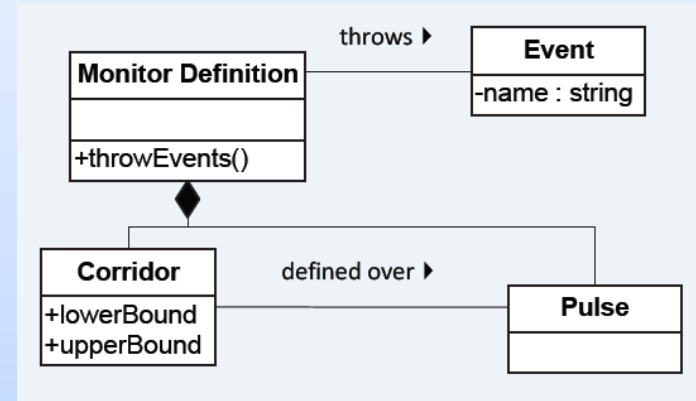 throws ▶
Event
-name : string
Monitor Definition
+throwEvents()
Corridor
+lowerBound
+upperBound
defined over ▶
Pulse